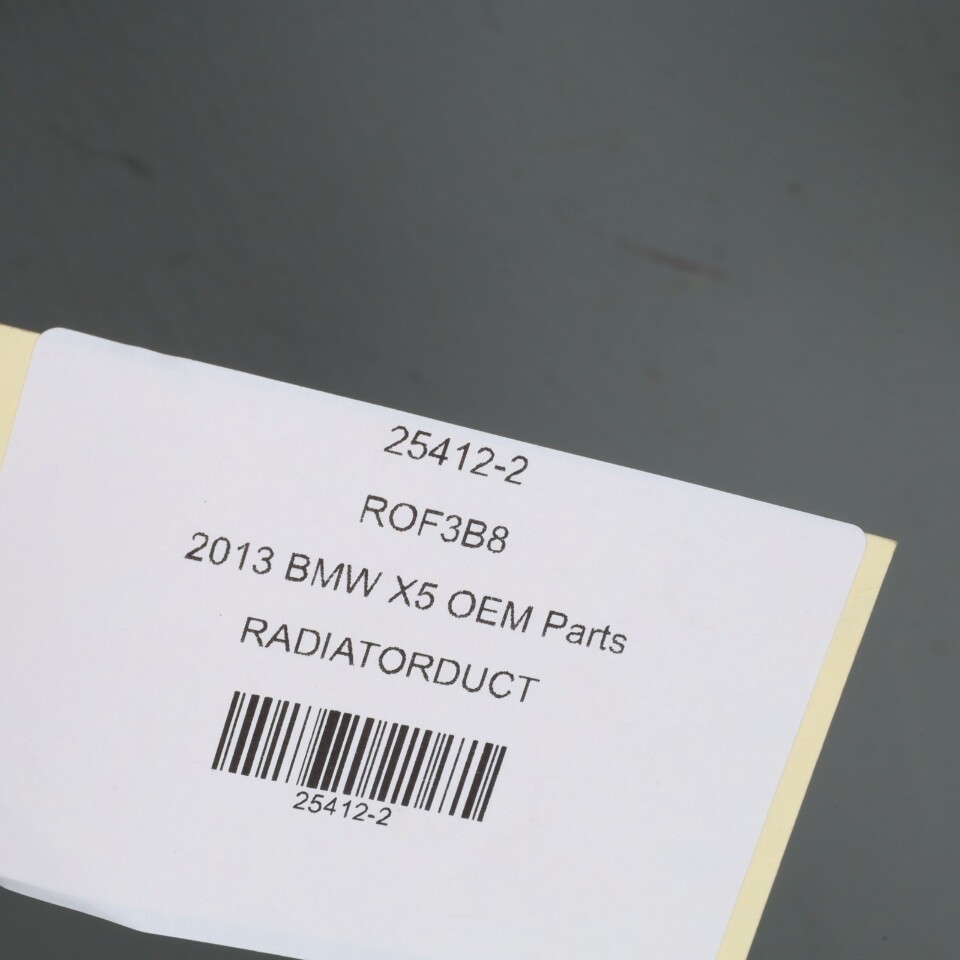 25412-2
ROF3B8
2013 BMW X5 OEM Parts
RADIATORDUCT
25412-2